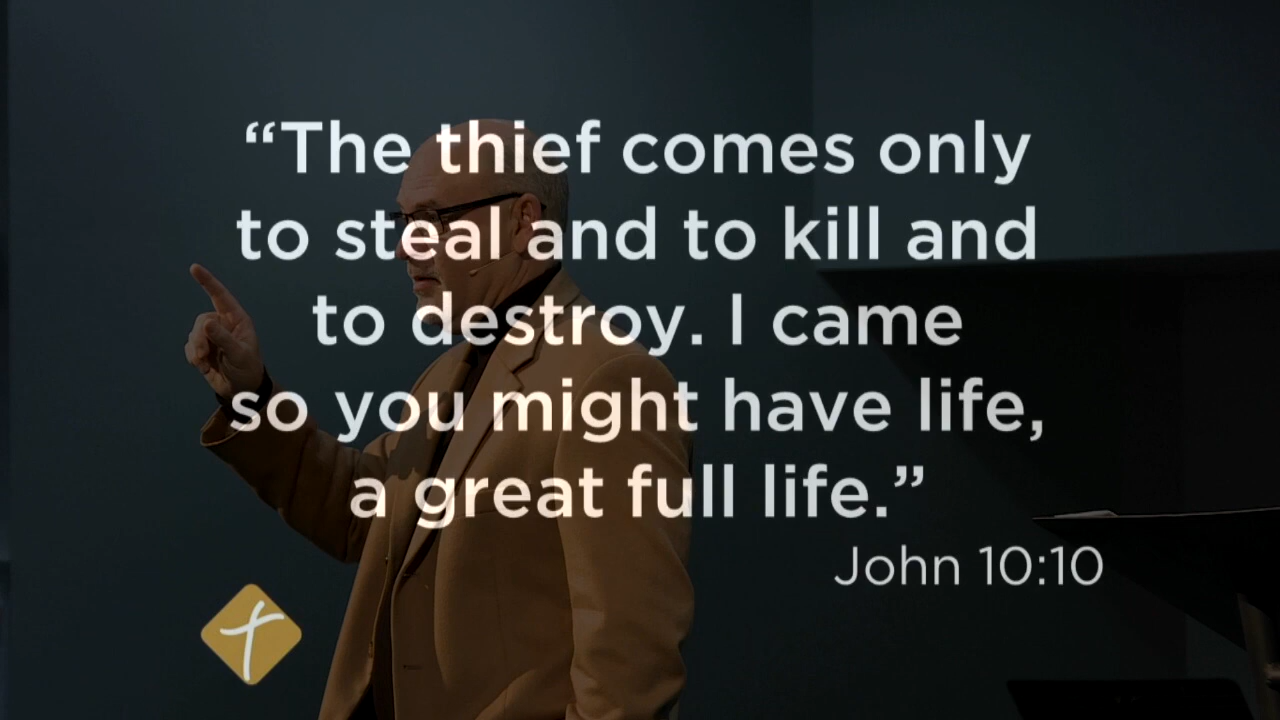 “The thief comes only
to steal and to kill and
to destroy. I came
so you might have life,
a great full life.”
John 10:10